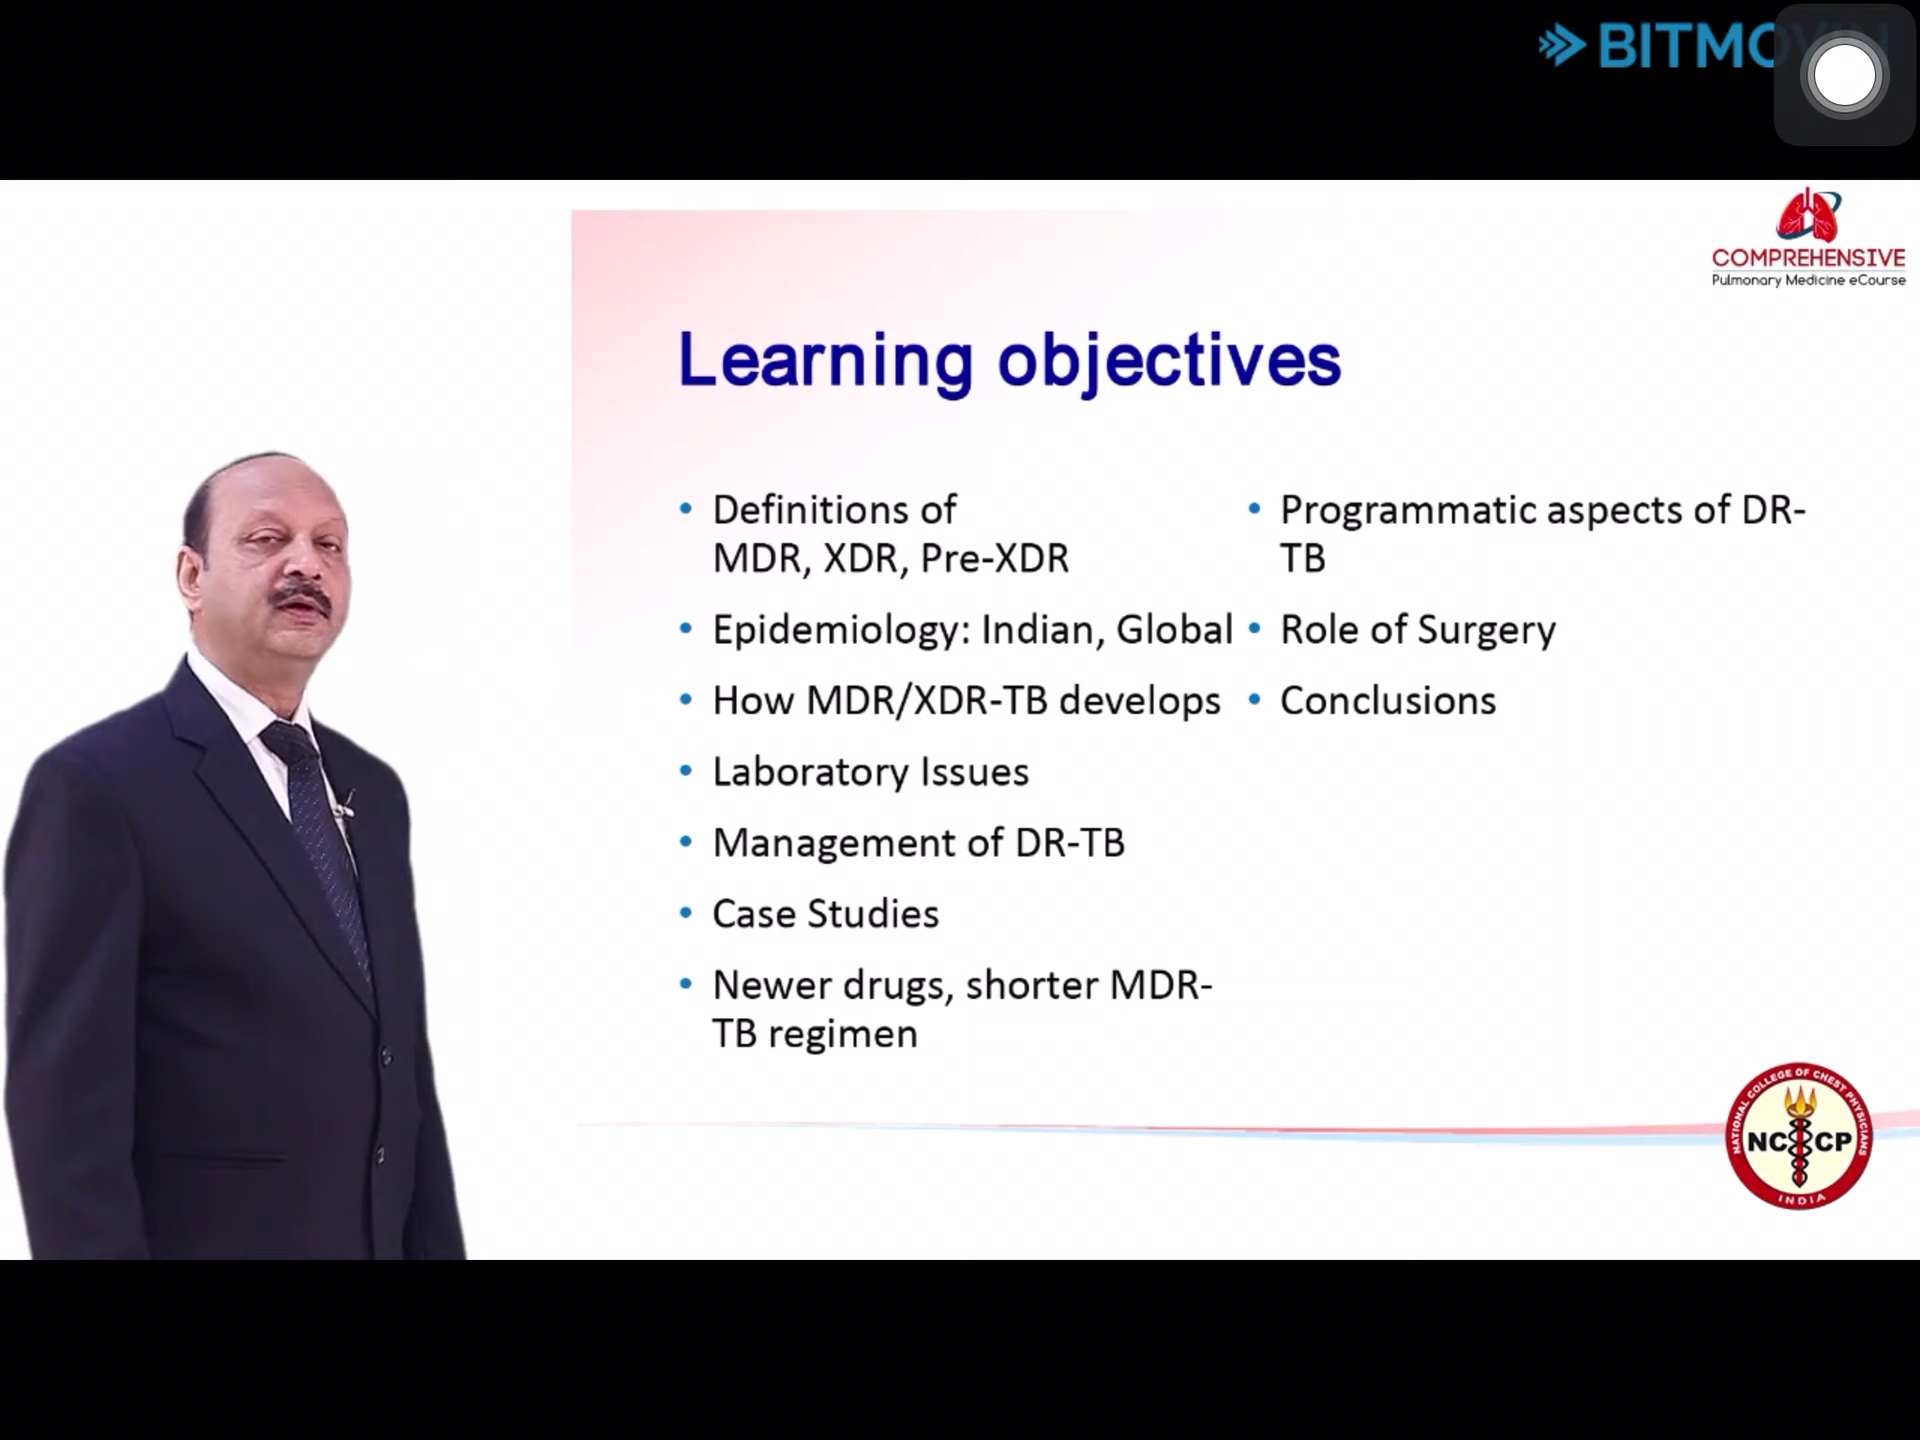 BITMO
COMPREHENSIVE
Pulmonary Medicine eCourse
Learning objectives
• Definitions of
MDR, XDR, Pre-XDR
• Epidemiology: Indian, Global
• How MDR/XDR-TB develops
• Laboratory Issues
• Management of DR-TB
• Case Studies
• Newer drugs, shorter MDR-
TB regimen
• Programmatic aspects of DR-
TB
• Role of Surgery
• Conclusions
NATIONAL COLLEGE OF CHEST PHYSICIANS
NCCP
INDIA